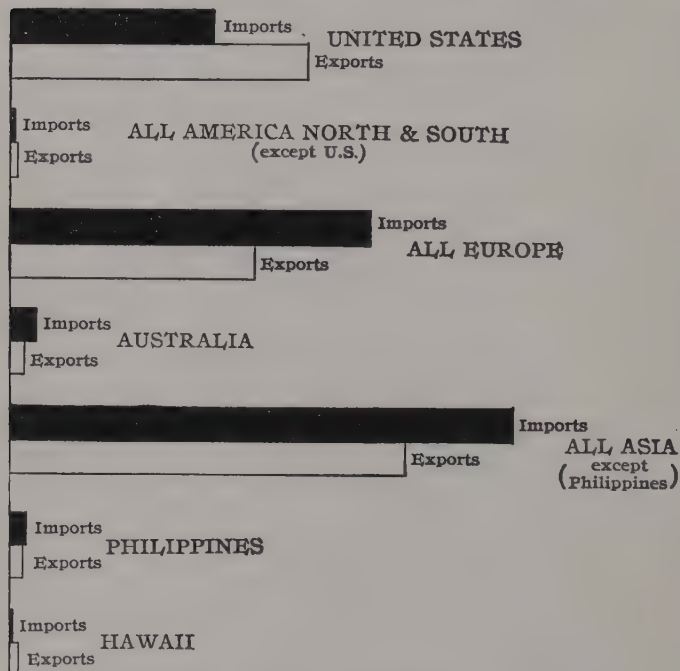 Imports
UNITED STATES
Exports
Imports
ALL AMERICA NORTH & SOUTH
(except U.S.)
Exports
Imports
ALL EUROPE
Exports
Imports
AUSTRALIA
Exports
Imports
ALL ASIA
Exports
except
(Philippines)
Imports
PHILIPPINES
Exports
Imports
HAWAII
Exports